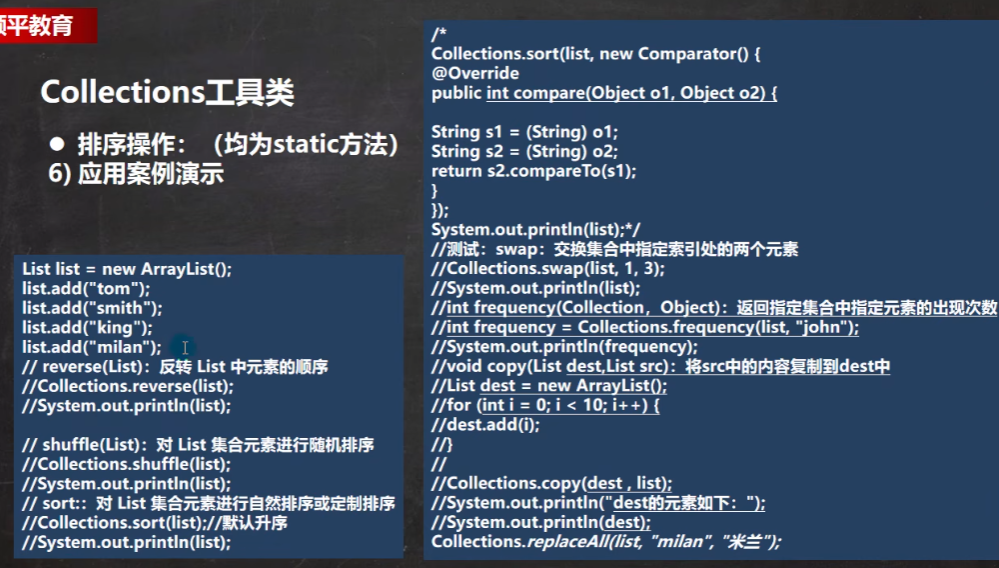 顺平教育
Collections工具类
● 排序操作：（均为static方法）
6) 应用案例演示
List list = new ArrayList();
list.add("tom");
list.add("smith");
list.add("king");
list.add("milan");
// reverse(List)：反转 List 中元素的顺序
//Collections.reverse(list);
//System.out.println(list);
// shuffle(List)：对 List 集合元素进行随机排序
//Collections.shuffle(list);
//System.out.println(list);
// sort:：对 List 集合元素进行自然排序或定制排序
//Collections.sort(list);//默认升序
//System.out.println(list);
/*
Collections.sort(list, new Comparator() {
@Override
public int compare(Object o1, Object o2) {
String s1 = (String) o1;
String s2 = (String) o2;
return s2.compareTo(s1);
}
});
System.out.println(list);*/
//测试：swap：交换集合中指定索引处的两个元素
//Collections.swap(list, 1, 3);
//System.out.println(list);
//int frequency(Collection，Object)：返回指定集合中指定元素的出现次数
//int frequency = Collections.frequency(list, "john");
//System.out.println(frequency);
//void copy(List dest,List src)：将src中的内容复制到dest中
//List dest = new ArrayList();
//for (int i = 0; i < 10; i++) {
//dest.add(i);
//}
//
//Collections.copy(dest , list);
//System.out.println("dest的元素如下：");
//System.out.println(dest);
Collections.replaceAll(list, "milan", "米兰");